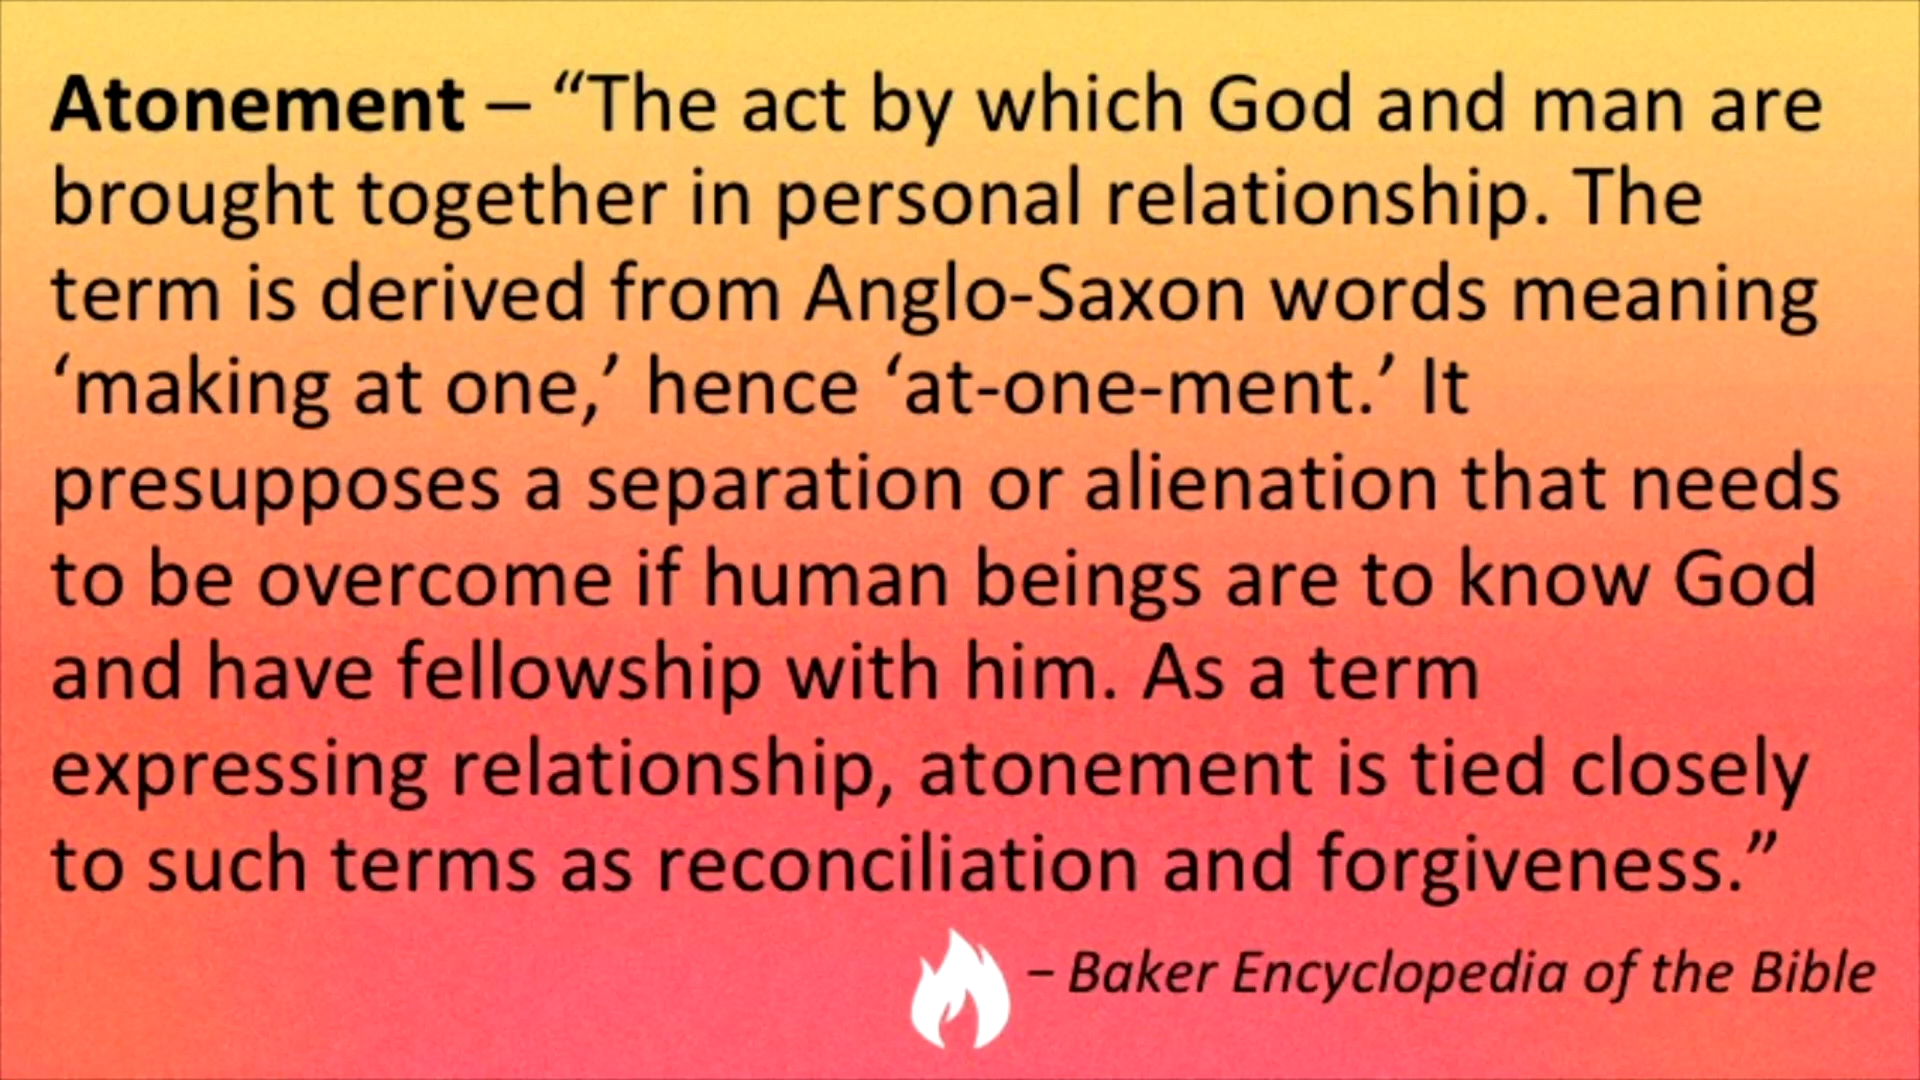 Atonement – “The act by which God and man are
brought together in personal relationship. The
term is derived from Anglo-Saxon words meaning
‘making at one,’ hence ‘at-one-ment.’ It
presupposes a separation or alienation that needs
to be overcome if human beings are to know God
and have fellowship with him. As a term
expressing relationship, atonement is tied closely
to such terms as reconciliation and forgiveness.”
– Baker Encyclopedia of the Bible